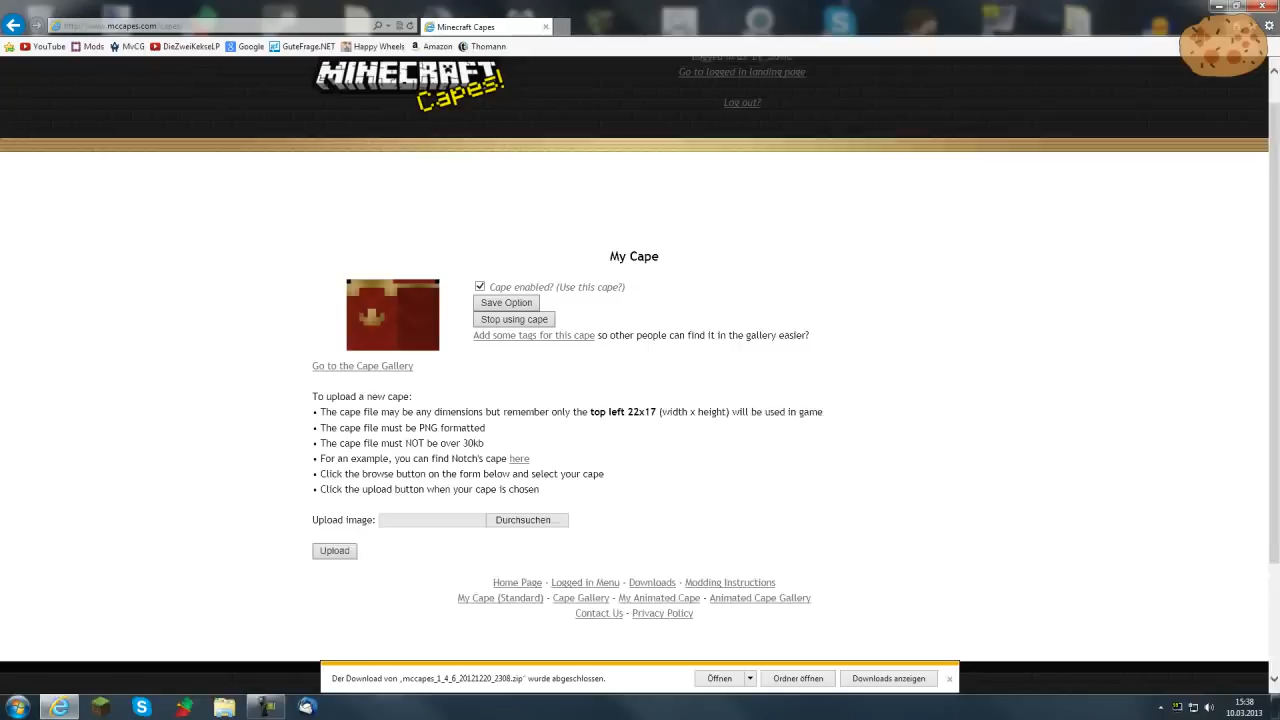 http://www.mccapes.com/capes/
Minecraft Capes
YouTube Mods MvCG DieZweiKekseLP Google GuteFrage.NET Happy Wheels Amazon Thomann
MINECRAFT
Capes!
Go to logged in landing page
Log out?
My Cape
Cape enabled? (Use this cape?)
Save Option
Stop using cape
Add some tags for this cape so other people can find it in the gallery easier?
Go to the Cape Gallery
To upload a new cape:
• The cape file may be any dimensions but remember only the top left 22x17 (width x height) will be used in game
• The cape file must be PNG formatted
• The cape file must NOT be over 30kb
• For an example, you can find Notch's cape here
• Click the browse button on the form below and select your cape
• Click the upload button when your cape is chosen
Upload image: Durchsuchen...
Upload
Home Page - Logged in Menu - Downloads - Modding Instructions
My Cape (Standard) - Cape Gallery - My Animated Cape - Animated Cape Gallery
Contact Us - Privacy Policy
Der Download von „mccapes_1_4_6_20121220_2308.zip“ wurde abgeschlossen. Öffnen Ordner öffnen Downloads anzeigen
15:38
10.03.2013